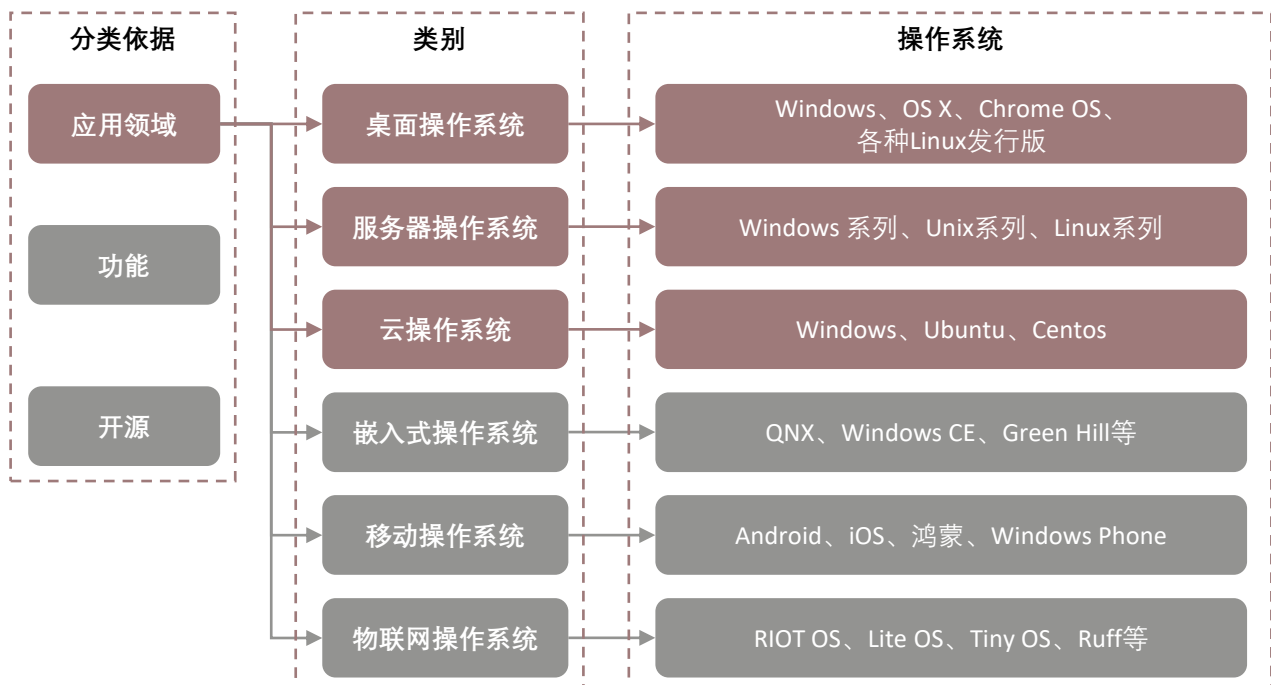 分类依据
类别
操作系统
应用领域
功能
开源
桌面操作系统
Windows、OS X、Chrome OS、
各种Linux发行版
服务器操作系统
Windows 系列、Unix系列、Linux系列
云操作系统
Windows、Ubuntu、Centos
嵌入式操作系统
QNX、Windows CE、Green Hill等
移动操作系统
Android、iOS、鸿蒙、Windows Phone
物联网操作系统
RIOT OS、Lite OS、Tiny OS、Ruff等